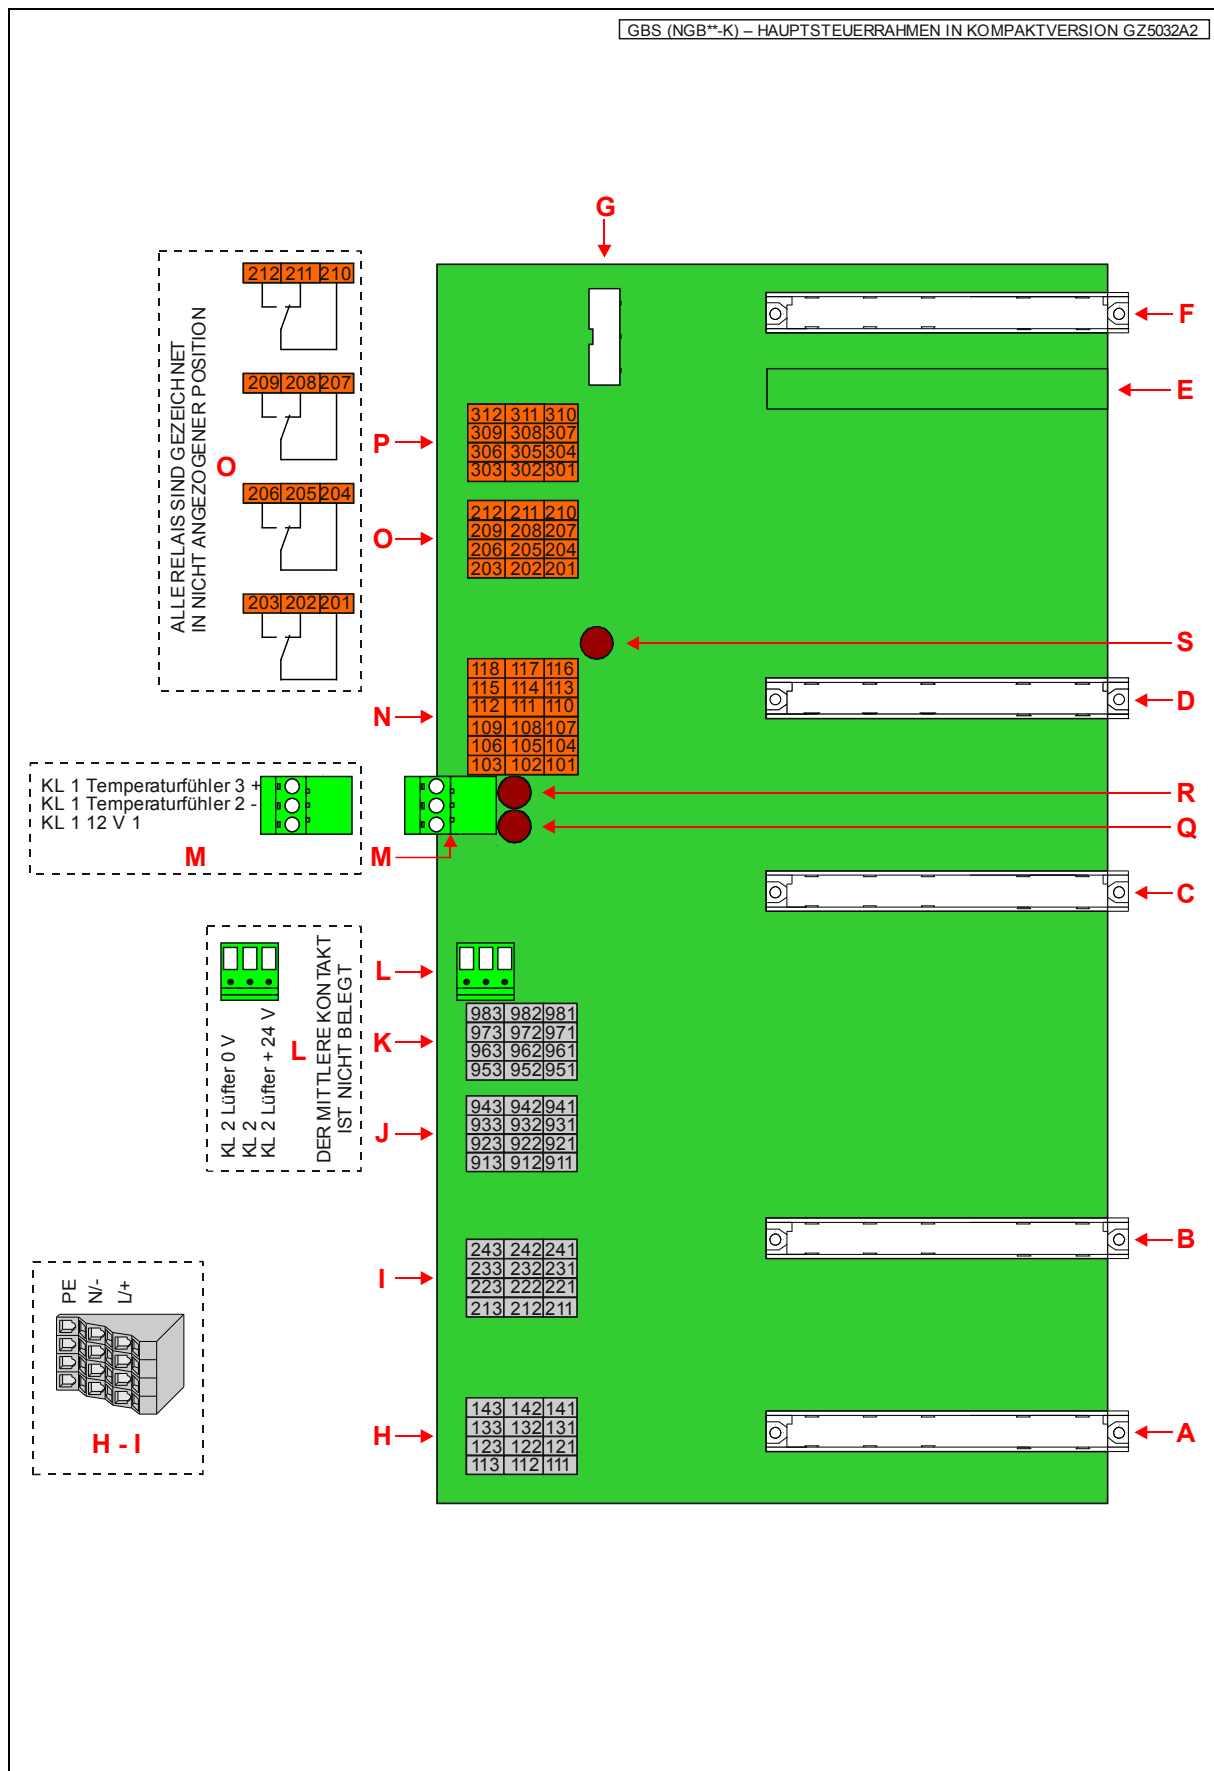 GBS (NGB**-K) – HAUPTSTEUERRAHMEN IN KOMPAKTVERSION GZ5032A2
G
212 211 210
209 208 207
206 205 204
203 202 201
ALLE RELAIS SIND GEZEICHNET
IN NICHT ANGEZOGENER POSITION
O
F
E
P
312 311 310
309 308 307
306 305 304
303 302 301
O
212 211 210
209 208 207
206 205 204
203 202 201
S
D
N
118 117 116
115 114 113
112 111 110
109 108 107
106 105 104
103 102 101
KL 1 Temperaturfühler 3 +
KL 1 Temperaturfühler 2 -
KL 1 12 V 1
M
M
R
Q
C
L
KL 2 Lüfter 0 V
KL 2
KL 2 Lüfter + 24 V
L
DER MITTLERE KONTAKT
IST NICHT BELEGT
K
983 982 981
973 972 971
963 962 961
953 952 951
J
943 942 941
933 932 931
923 922 921
913 912 911
B
I
243 242 241
233 232 231
223 222 221
213 212 211
PE
N/-
L/+
H - I
H
143 142 141
133 132 131
123 122 121
113 112 111
A